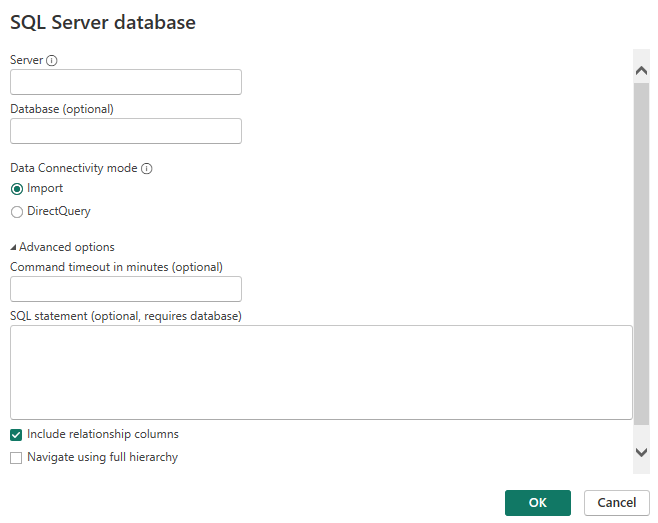 SQL Server database
Server
Database (optional)
Data Connectivity mode
Import
DirectQuery
Advanced options
Command timeout in minutes (optional)
SQL statement (optional, requires database)
Include relationship columns
Navigate using full hierarchy
OK Cancel